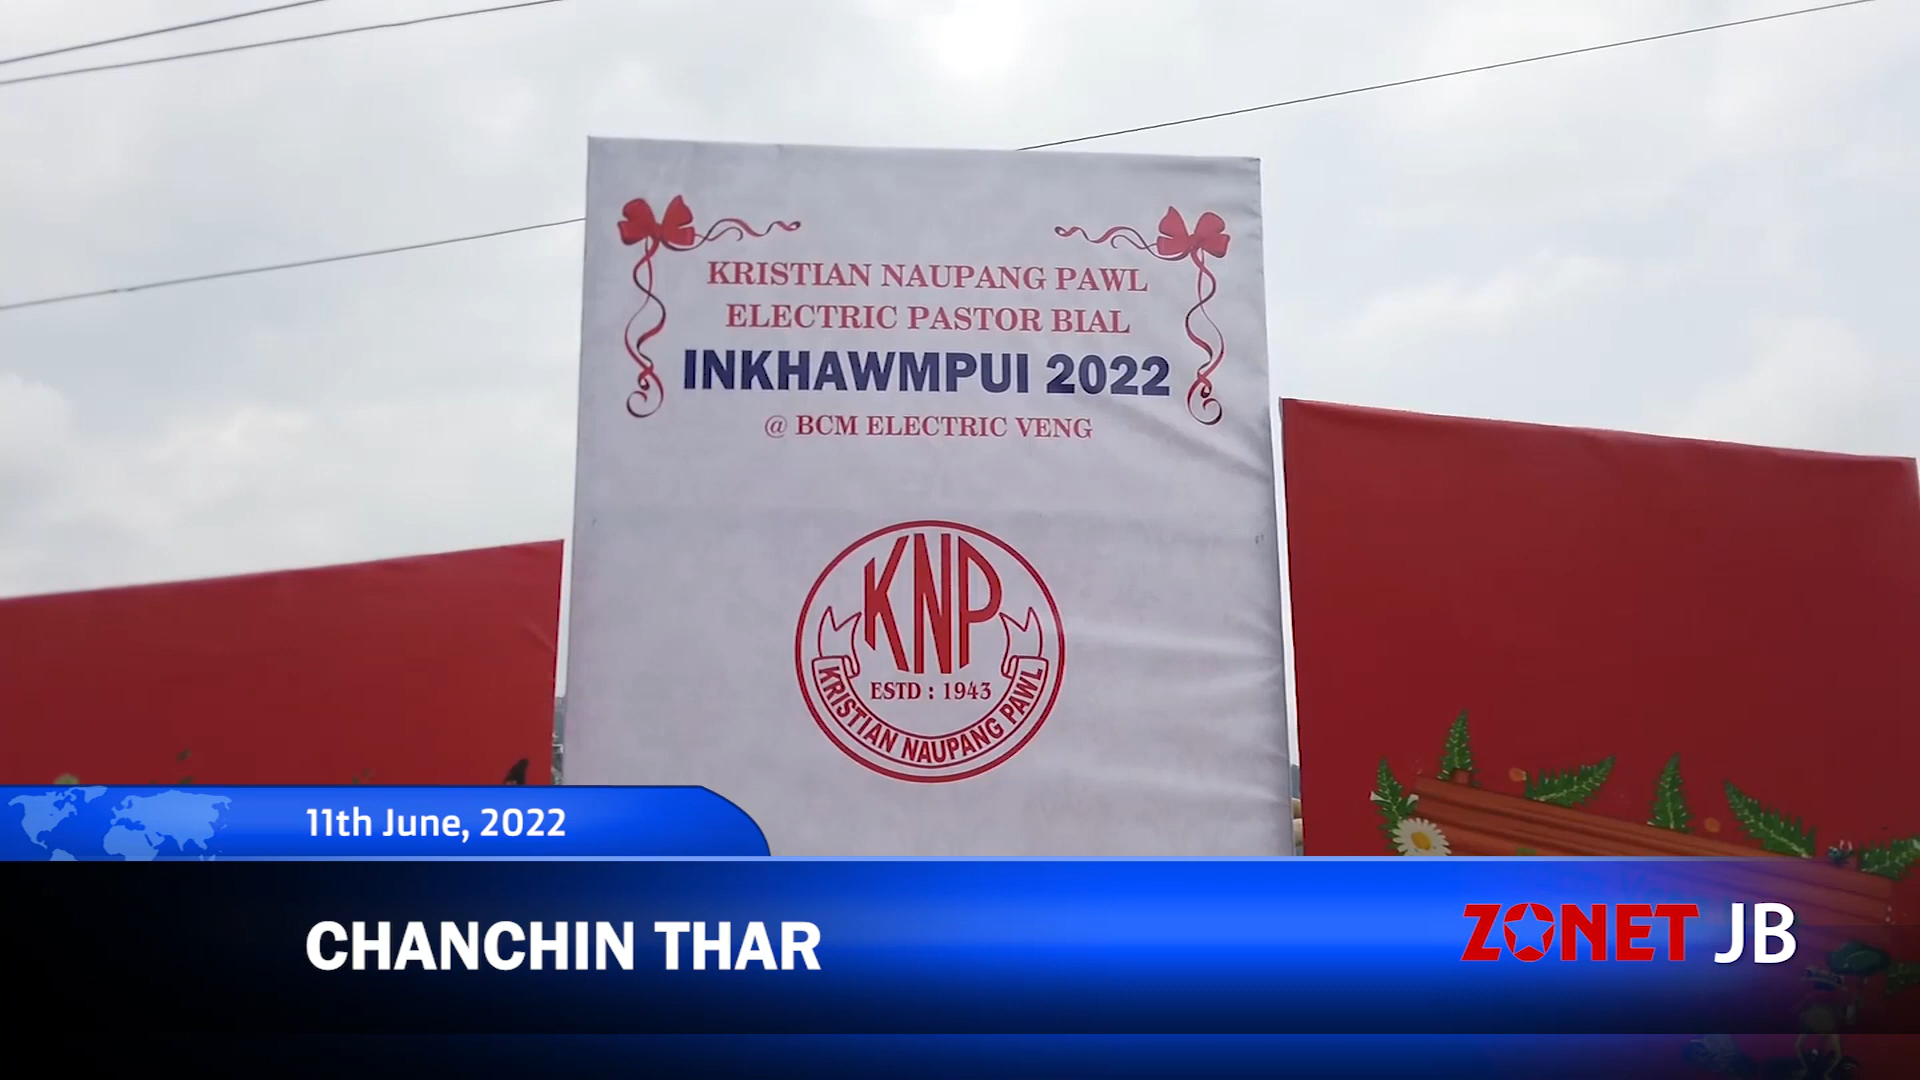 KRISTIAN NAUPANG PAWL
ELECTRIC PASTOR BIAL
INKHAWMPUI 2022
@ BCM ELECTRIC VENG
KNP
ESTD : 1943
KRISTIAN NAUPANG PAWL
11th June, 2022
CHANCHIN THAR
ZONET JB